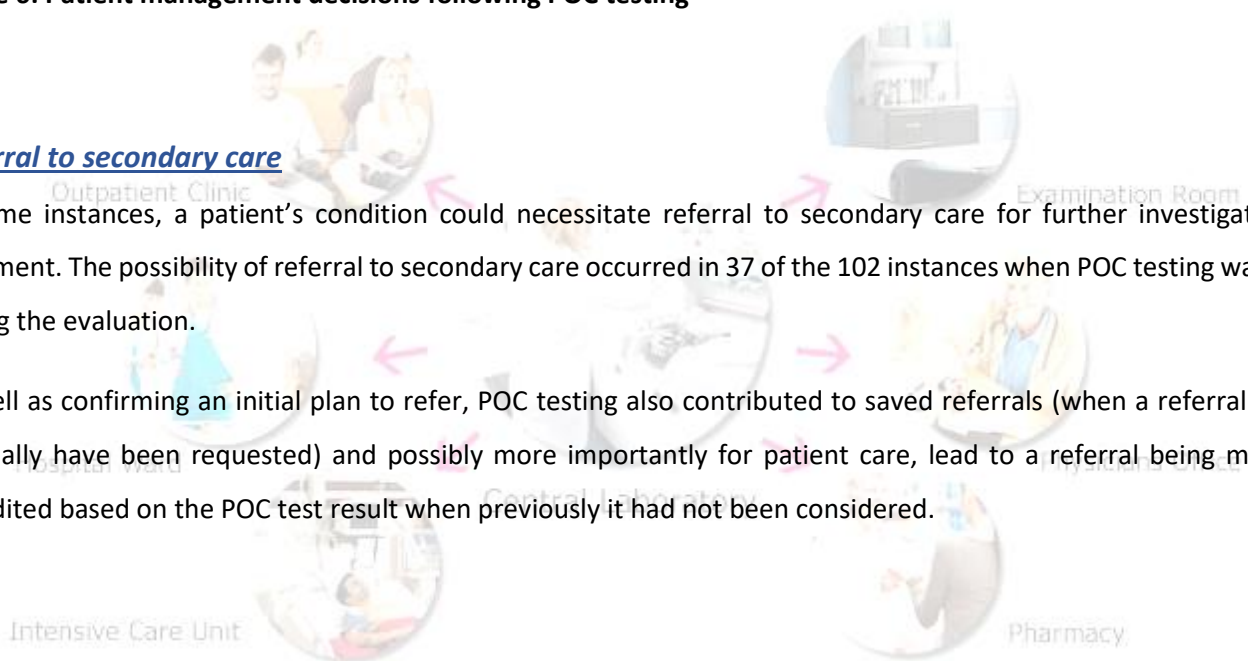 e 6: Patient management decisions following POC testing
rral to secondary care
Outpatient Clinic
Examination Room
me instances, a patient's condition could necessitate referral to secondary care for further investigat
ment. The possibility of referral to secondary care occurred in 37 of the 102 instances when POC testing wa
g the evaluation.
ell as confirming an initial plan to refer, POC testing also contributed to saved referrals (when a referral
ally have been requested) and possibly more importantly for patient care, lead to a referral being m
Hospital Ward
Physicians Office
Central Laboratory
dited based on the POC test result when previously it had not been considered.
Intensive Care Unit
Pharmacy